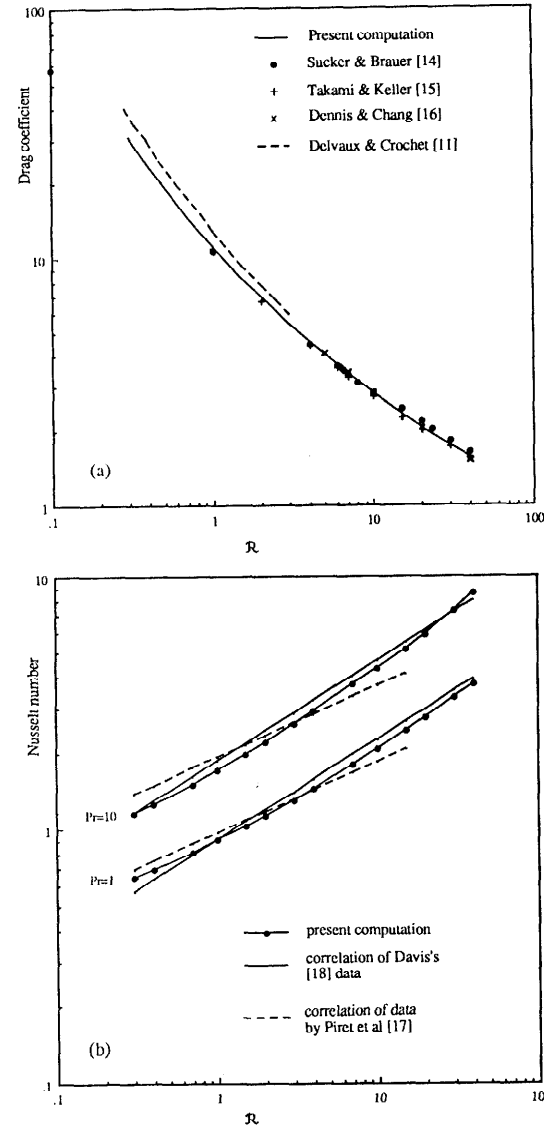 100
Present computation
Sucker & Brauer [14]
Takami & Keller [15]
Dennis & Chang [16]
Delvaux & Crochet [11]
Drag coefficient
10
(a)
1
.1
1
10
100
R
10
Nusselt number
Pr=10
1
Pr=1
present computation
correlation of Davis's
[18] data
correlation of data
by Piret et al [17]
(b)
.1
.1
1
10
10
R